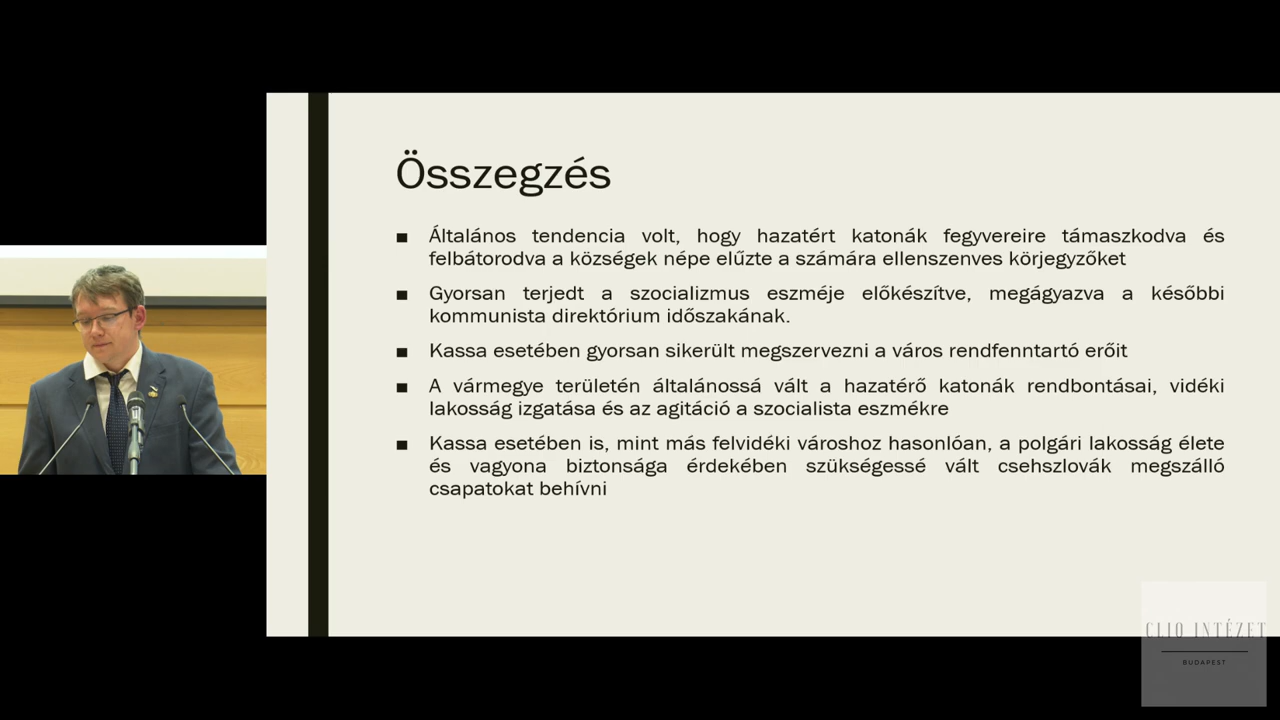 Összegzés
■ Általános tendencia volt, hogy hazatért katonák fegyvereire támaszkodva és
felbátorodva a községek népe elűzte a számára ellenszenves körjegyzőket
■ Gyorsan terjedt a szocializmus eszméje előkészítve, megágyazva a későbbi
kommunista direktórium időszakának.
■ Kassa esetében gyorsan sikerült megszervezni a város rendfenntartó erőit
■ A vármegye területén általánossá vált a hazatérő katonák rendbontásai, vidéki
lakosság izgatása és az agitáció a szocialista eszmékre
■ Kassa esetében is, mint más felvidéki városhoz hasonlóan, a polgári lakosság élete
és vagyona biztonsága érdekében szükségessé vált csehszlovák megszálló
csapatokat behívni
CLIO INTÉZET
BUDAPEST